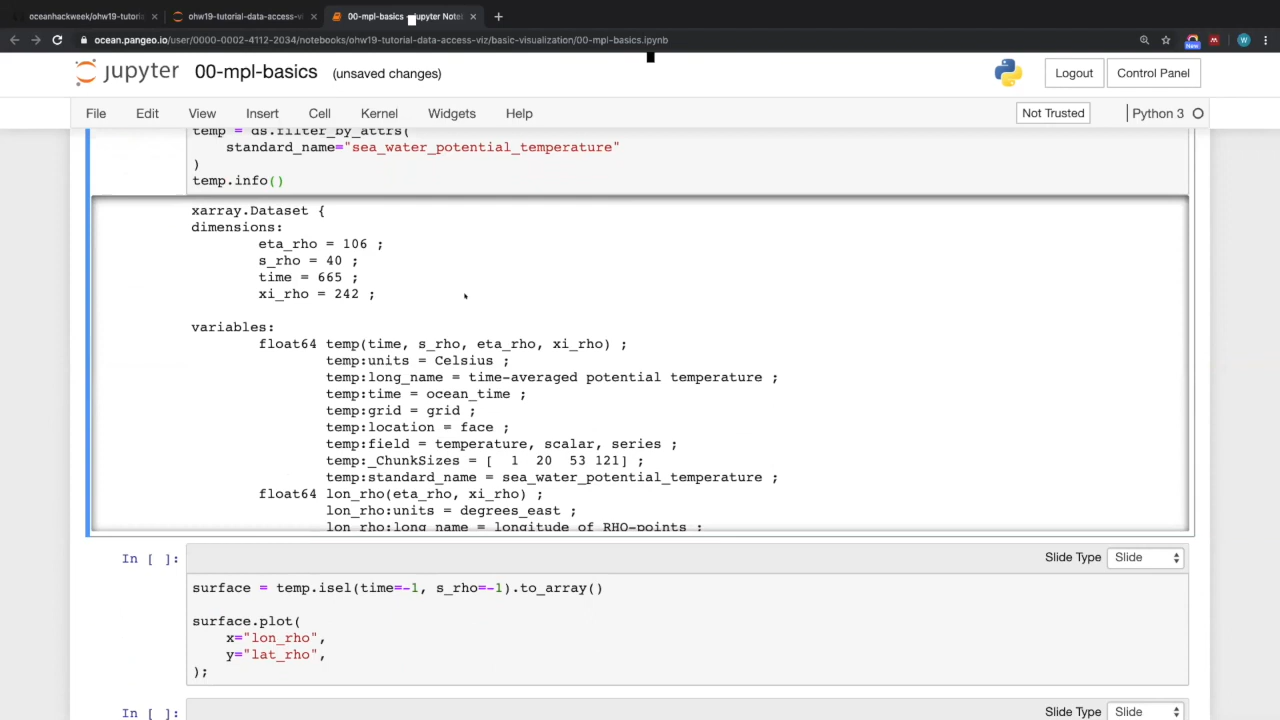 oceanhackweek/ohw19-tutoria
ohw19-tutorial-data-access-vi
00-mpl-basics - Jupyter Note
ocean.pangeo.io/user/0000-0002-4112-2034/notebooks/ohw19-tutorial-data-access-viz/basic-visualization/00-mpl-basics.ipynb
New
W
jupyter 00-mpl-basics (unsaved changes)
Logout
Control Panel
File Edit View Insert Cell Kernel Widgets Help
Not Trusted
Python 3
temp = ds.filter_by_attrs(
standard_name="sea_water_potential_temperature"
)
temp.info()
xarray.Dataset {
dimensions:
eta_rho = 106 ;
s_rho = 40 ;
time = 665 ;
xi_rho = 242 ;
variables:
float64 temp(time, s_rho, eta_rho, xi_rho) ;
temp:units = Celsius ;
temp:long_name = time-averaged potential temperature ;
temp:time = ocean_time ;
temp:grid = grid ;
temp:location = face ;
temp:field = temperature, scalar, series ;
temp:_ChunkSizes = [ 1 20 53 121] ;
temp:standard_name = sea_water_potential_temperature ;
float64 lon_rho(eta_rho, xi_rho) ;
lon_rho:units = degrees_east ;
lon_rho:long_name = longitude of RHO-points ;
In [ ]:
Slide Type Slide
surface = temp.isel(time=-1, s_rho=-1).to_array()
surface.plot(
x="lon_rho",
y="lat_rho",
);
In [ ]:
Slide Type Slide